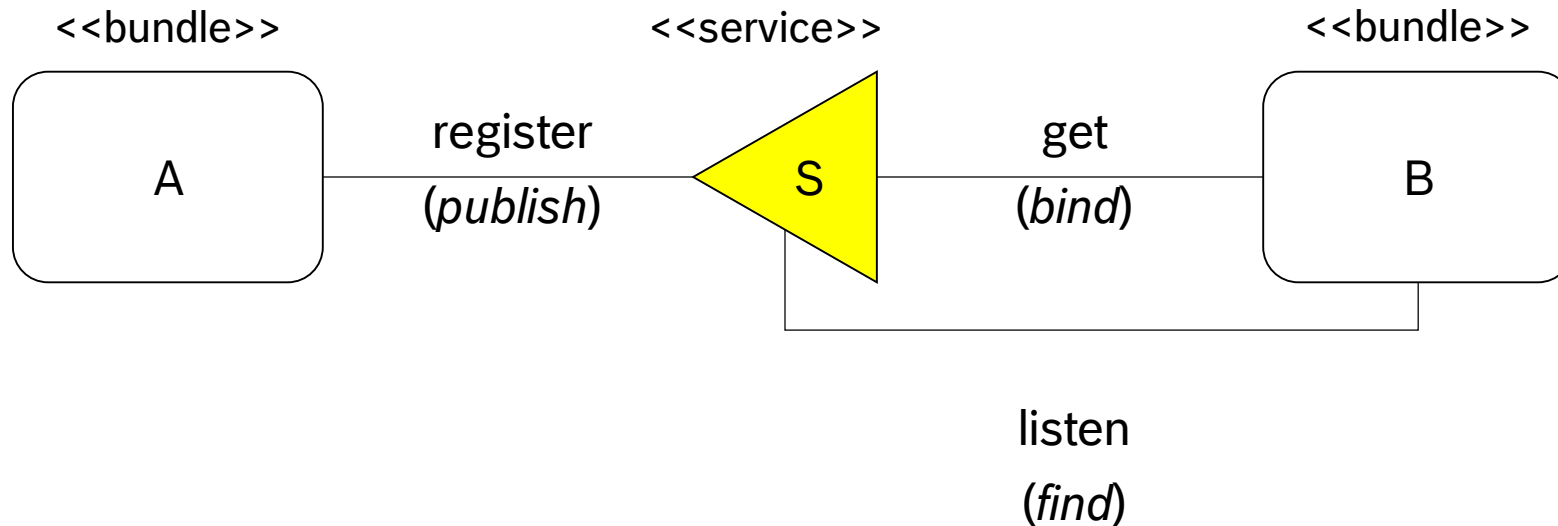 <<bundle>>
<<service>>
<<bundle>>
A
register
(publish)
S
get
(bind)
B
listen
(find)